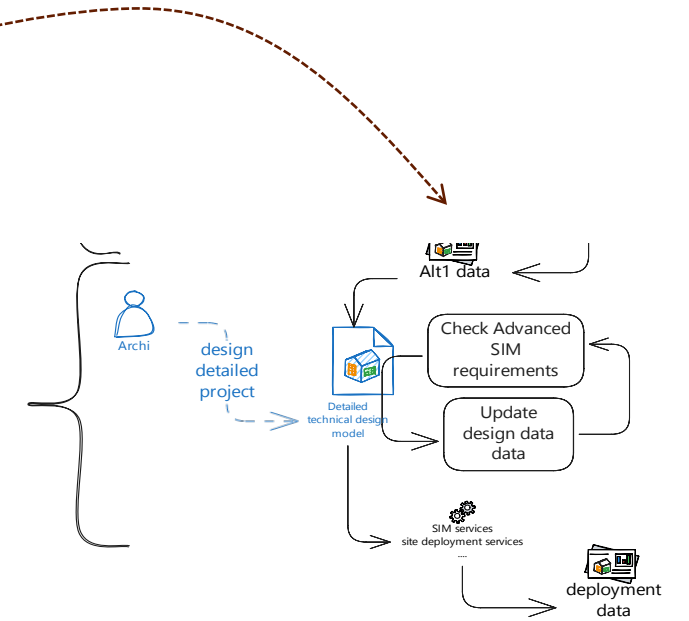 Alt1 data
Archi
design
detailed
project
Detailed
technical design
model
Check Advanced
SIM
requirements
Update
design data
data
SIM services
site deployment services
....
deployment
data